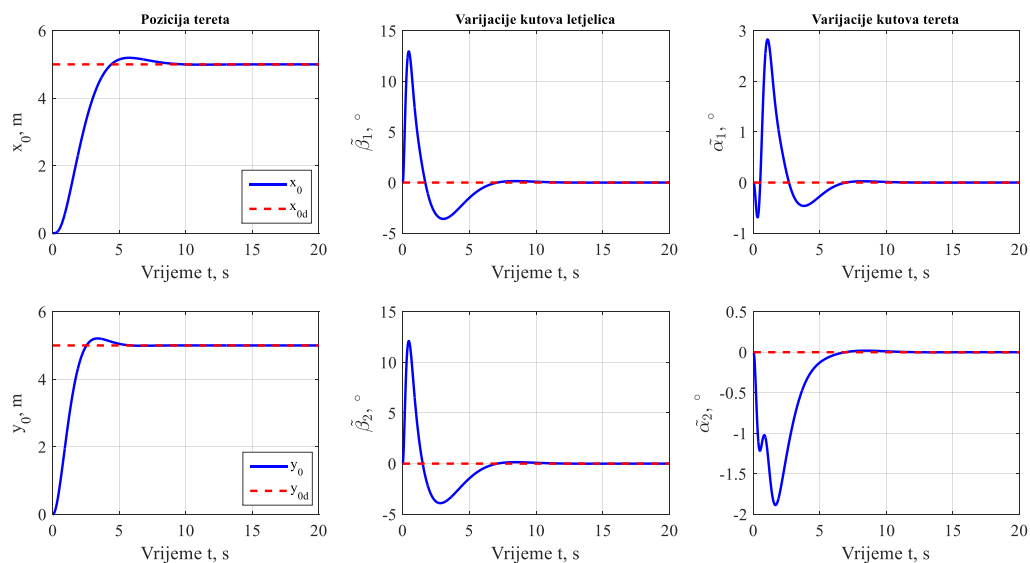 Pozicija tereta
6
4
2
0
x0, m
x0
x0d
0 5 10 15 20
Vrijeme t, s
Varijacije kutova letjelica
15
10
5
0
-5
β̃1, °
0 5 10 15 20
Vrijeme t, s
Varijacije kutova tereta
3
2
1
0
-1
α̃1, °
0 5 10 15 20
Vrijeme t, s
6
4
2
0
y0, m
y0
y0d
0 5 10 15 20
Vrijeme t, s
15
10
5
0
-5
β̃2, °
0 5 10 15 20
Vrijeme t, s
0.5
0
-0.5
-1
-1.5
-2
α̃2, °
0 5 10 15 20
Vrijeme t, s